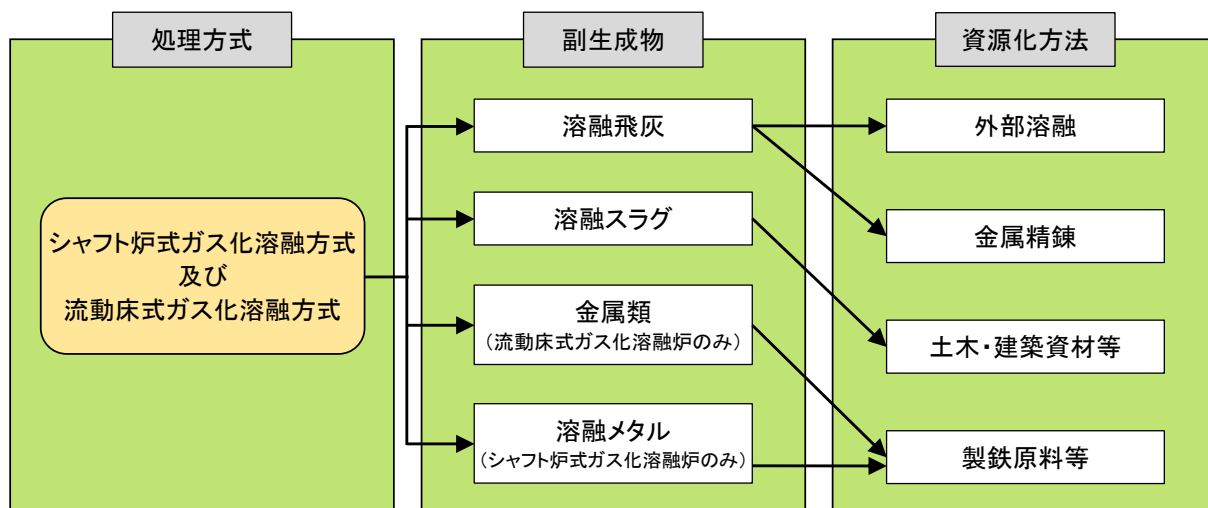 処理方式
シャフト炉式ガス化溶融方式
及び
流動床式ガス化溶融方式
副生成物
溶融飛灰
溶融スラグ
金属類
（流動床式ガス化溶融炉のみ）
溶融メタル
（シャフト炉式ガス化溶融炉のみ）
資源化方法
外部溶融
金属精錬
土木・建築資材等
製鉄原料等